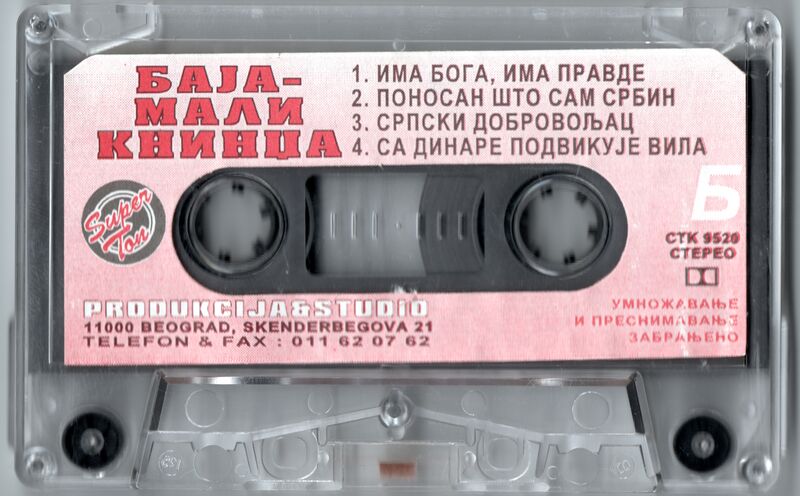 БАЈА-
МАЛИ
КНИНЏА
1. ИМА БОГА, ИМА ПРАВДЕ
2. ПОНОСАН ШТО САМ СРБИН
3. СРПСКИ ДОБРОВОЉАЦ
4. СА ДИНАРЕ ПОДВИКУЈЕ ВИЛА
Super
Ton
Б
СТК 9520
СТЕРЕО
PRODUKCIJA&STUDIO
11000 BEOGRAD, SKENDERBEGOVA 21
TELEFON & FAX : 011 62 07 62
УМНОЖАВАЊЕ
И ПРЕСНИМАВАЊЕ
ЗАБРАЊЕНО